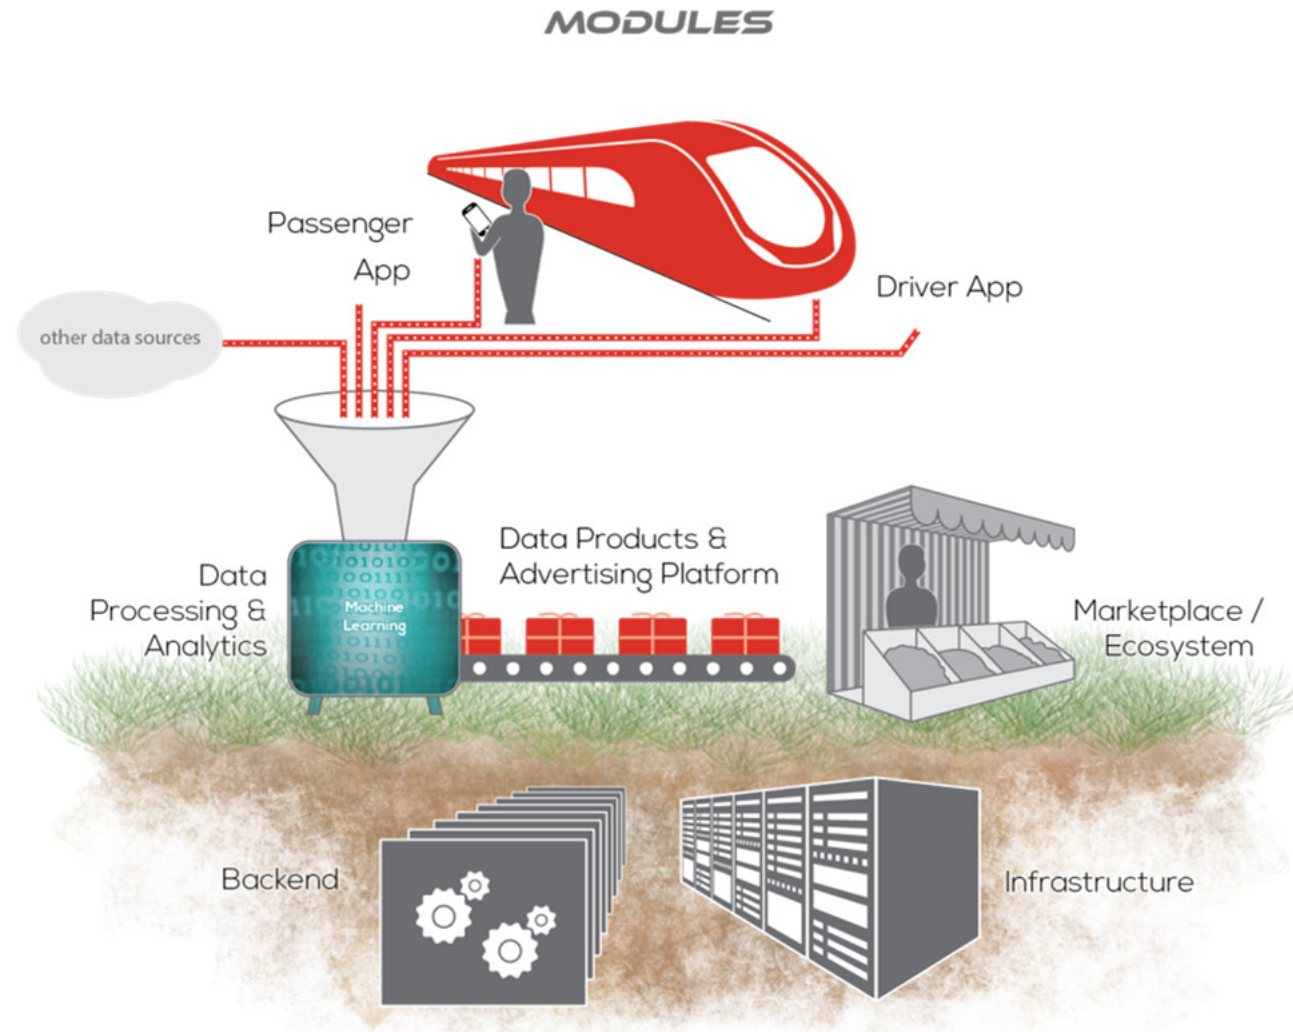 MODULES
Passenger
App
Driver App
other data sources
Data Products &
Advertising Platform
Data
Processing &
Analytics
Machine
Learning
Marketplace /
Ecosystem
Backend
Infrastructure